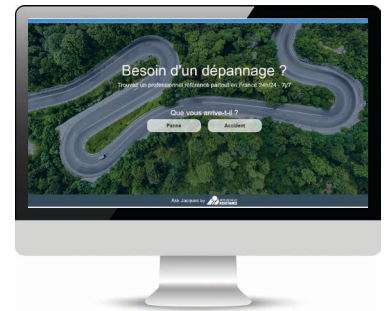 Besoin d'un dépannage ?
Trouvez un professionnel référencé partout en France 24h/24 - 7j/7
Que vous arrive-t-il ?
Panne Accident
Ask Jacques by
ASSISTANCE